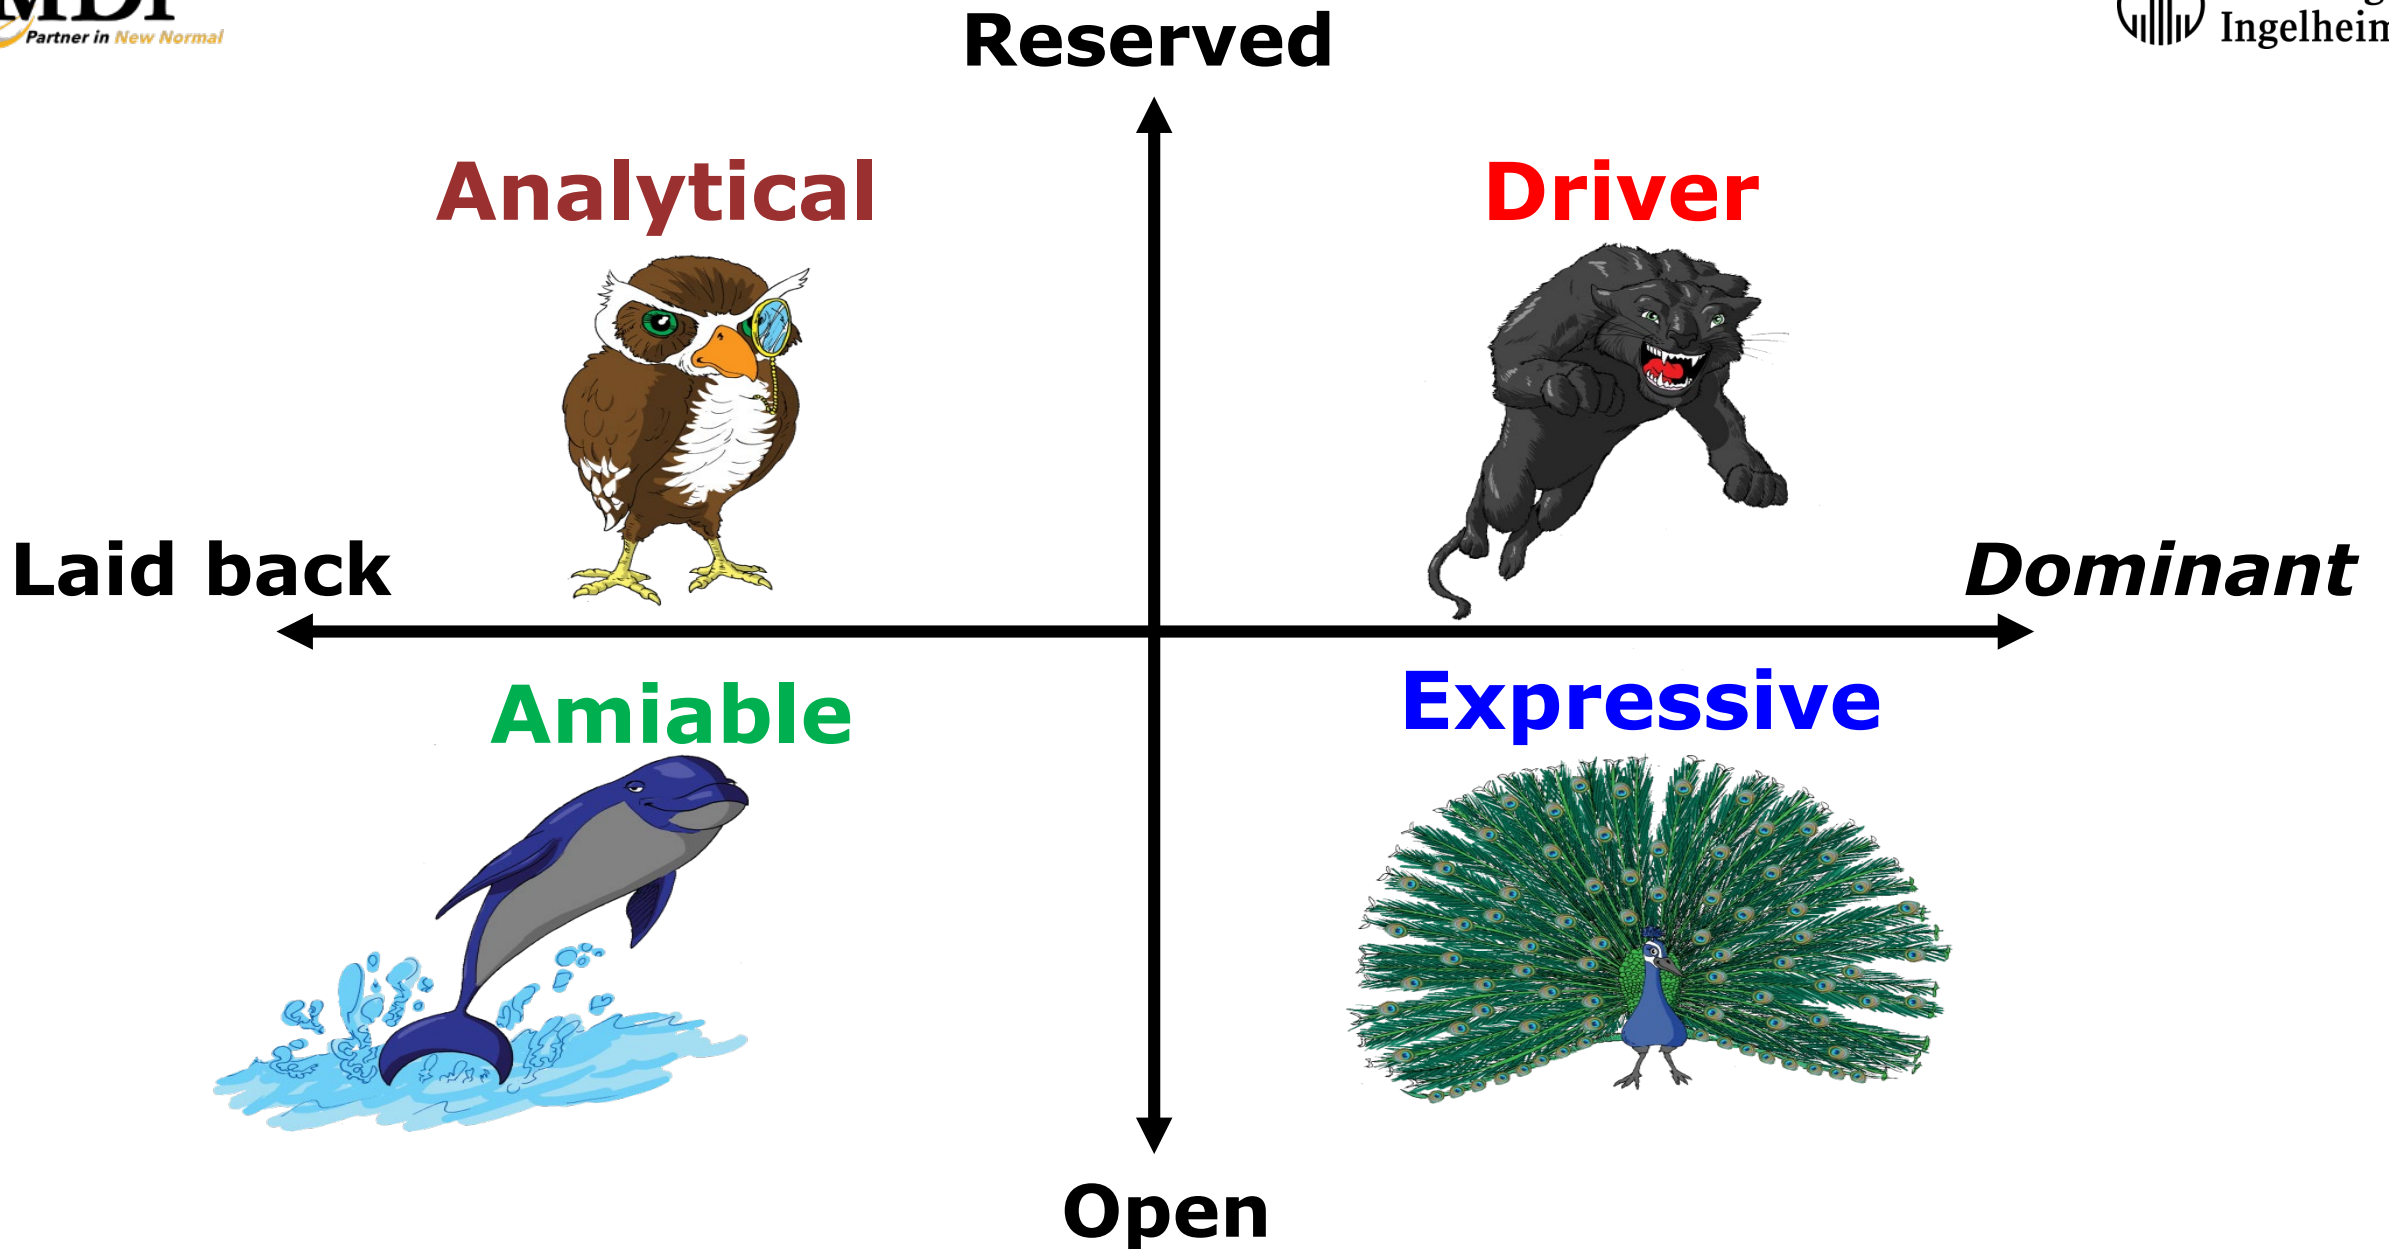 Partner in New Normal
Ingelheim
Reserved
Analytical
Driver
Laid back
Dominant
Amiable
Expressive
Open